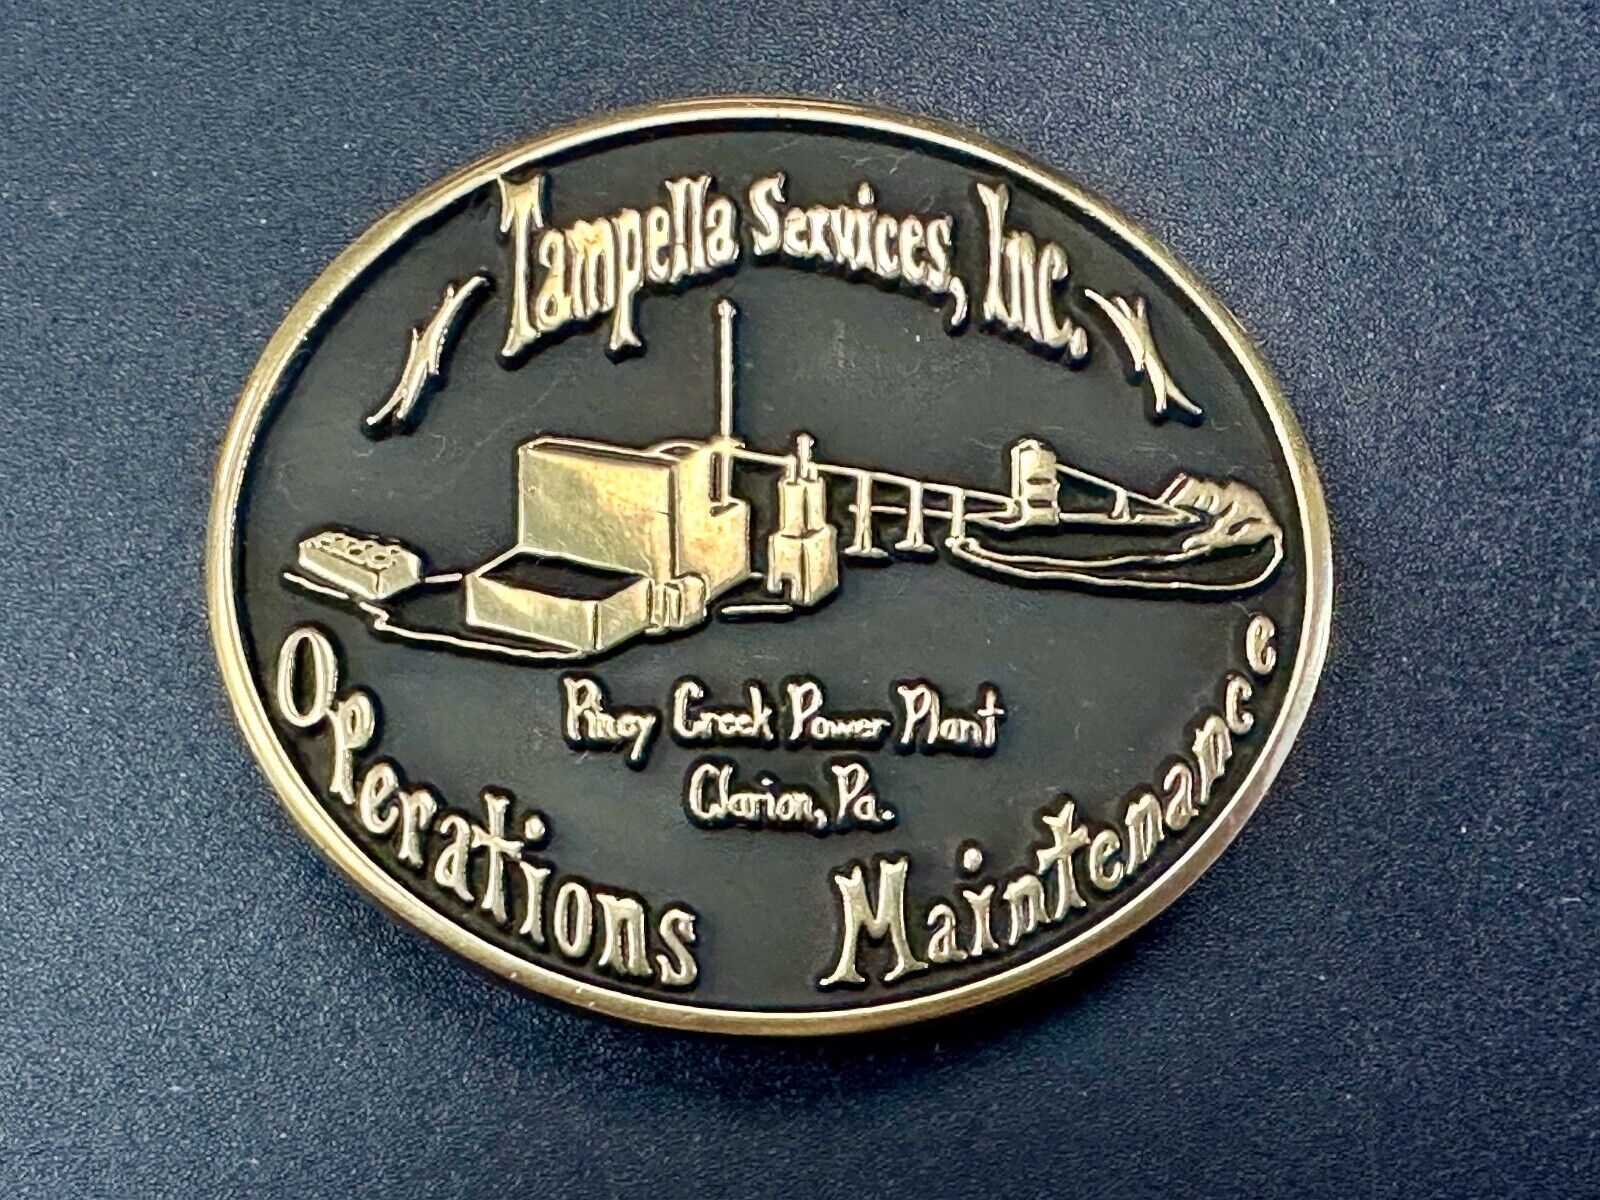 Tampella Services, Inc.
Piney Creek Power Plant
Clarion, Pa.
Operations Maintenance